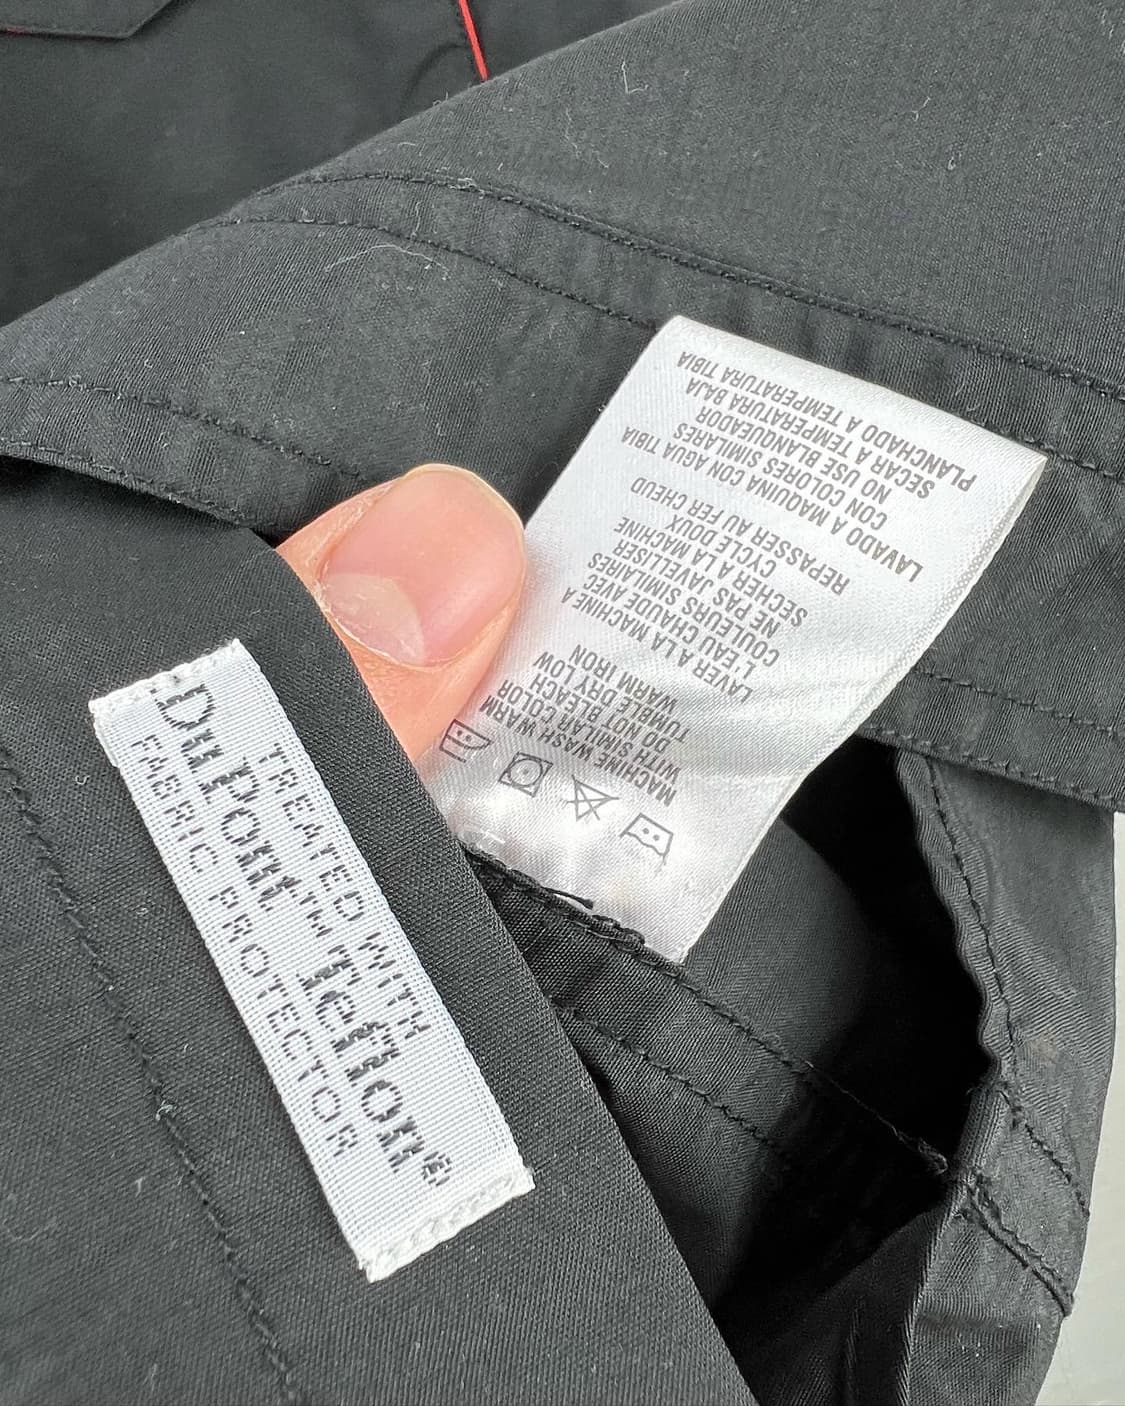 TREATED WITH
DuPont™ Teflon®
FABRIC PROTECTOR
MACHINE WASH WARM
WITH SIMILAR COLOR
DO NOT BLEACH
TUMBLE DRY LOW
WARM IRON
LAVER A LA MACHINE A
L'EAU CHAUDE AVEC
COULEURS SIMILAIRES
NE PAS JAVELLISER
SECHER A LA MACHINE
CYCLE DOUX
REPASSER AU FER CHEUD
LAVADO A MAQUINA CON AGUA TIBIA
CON COLORES SIMILARES
NO USE BLANQUEADOR
SECAR A TEMPERATURA BAJA
PLANCHADO A TEMPERATURA TIBIA